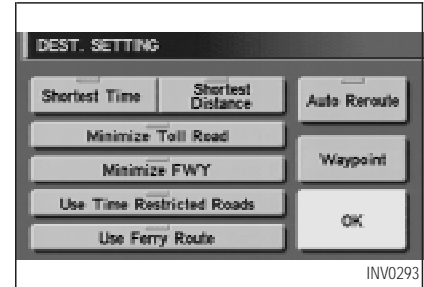 DEST. SETTING
Shortest Time
Shortest
Distance
Auto Reroute
Minimize Toll Road
Minimize FWY
Waypoint
Use Time Restricted Roads
OK
Use Ferry Route
INV0293